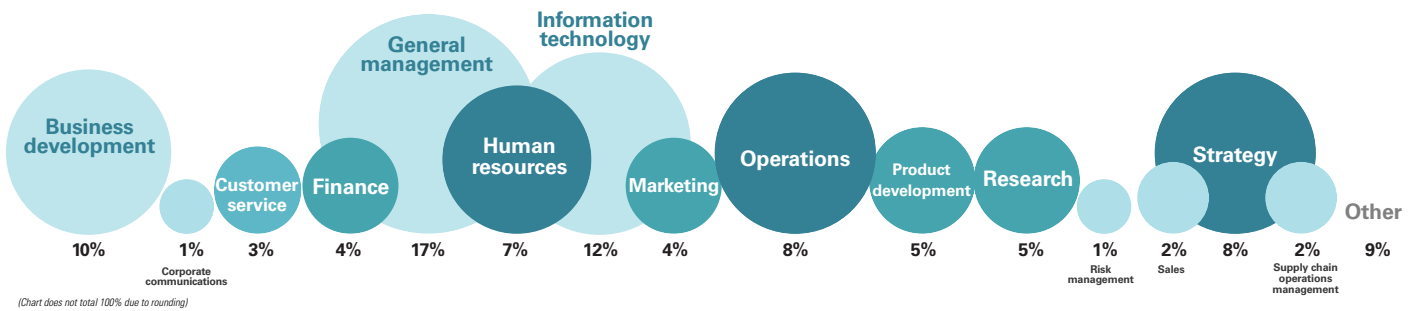 Information
technology
General
management
Business
development
Human
resources
Operations
Strategy
Product
development
Research
Customer
service
Finance
Marketing
Other
10%
1%
3%
4%
17%
7%
12%
4%
8%
5%
5%
1%
2%
8%
2%
9%
Corporate
communications
Risk
management
Sales
Supply chain
operations
management
(Chart does not total 100% due to rounding)